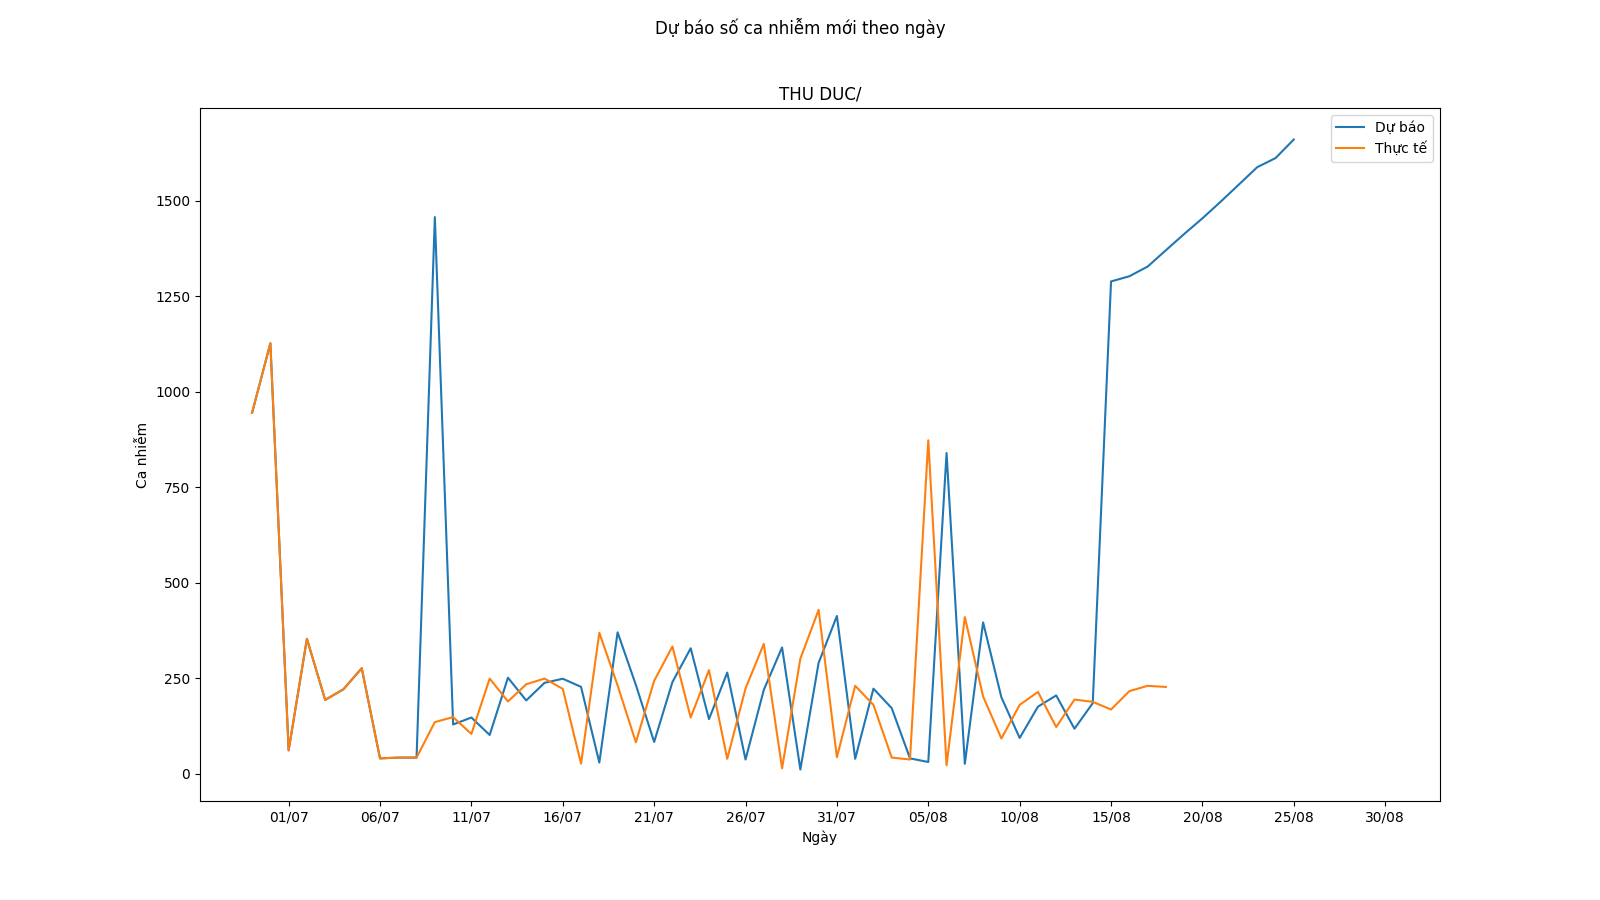 Dự báo số ca nhiễm mới theo ngày
THU DUC/
Dự báo
Thực tế
1500
1250
1000
750
500
250
0
Ca nhiễm
01/07 06/07 11/07 16/07 21/07 26/07 31/07 05/08 10/08 15/08 20/08 25/08 30/08
Ngày